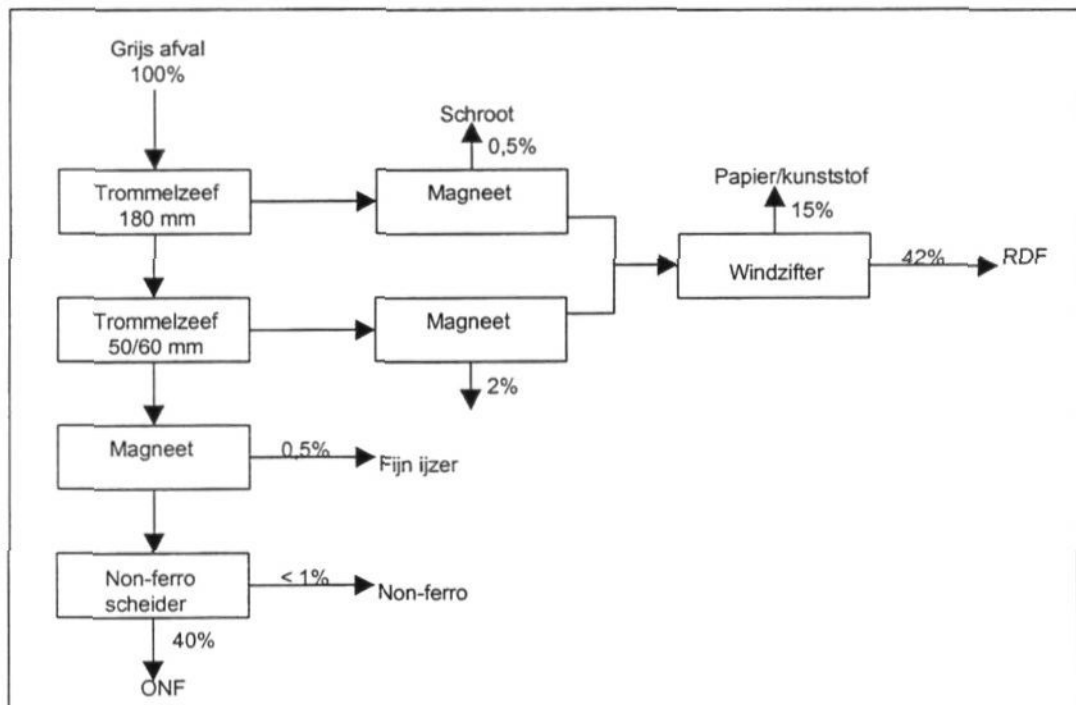 Grijs afval
100%
Schroot
0,5%
Trommelzeef
180 mm
Magneet
Papier/kunststof
15%
Windzifter
42%
RDF
Trommelzeef
50/60 mm
Magneet
2%
Magneet
0,5%
Fijn ijzer
Non-ferro
scheider
< 1%
Non-ferro
40%
ONF